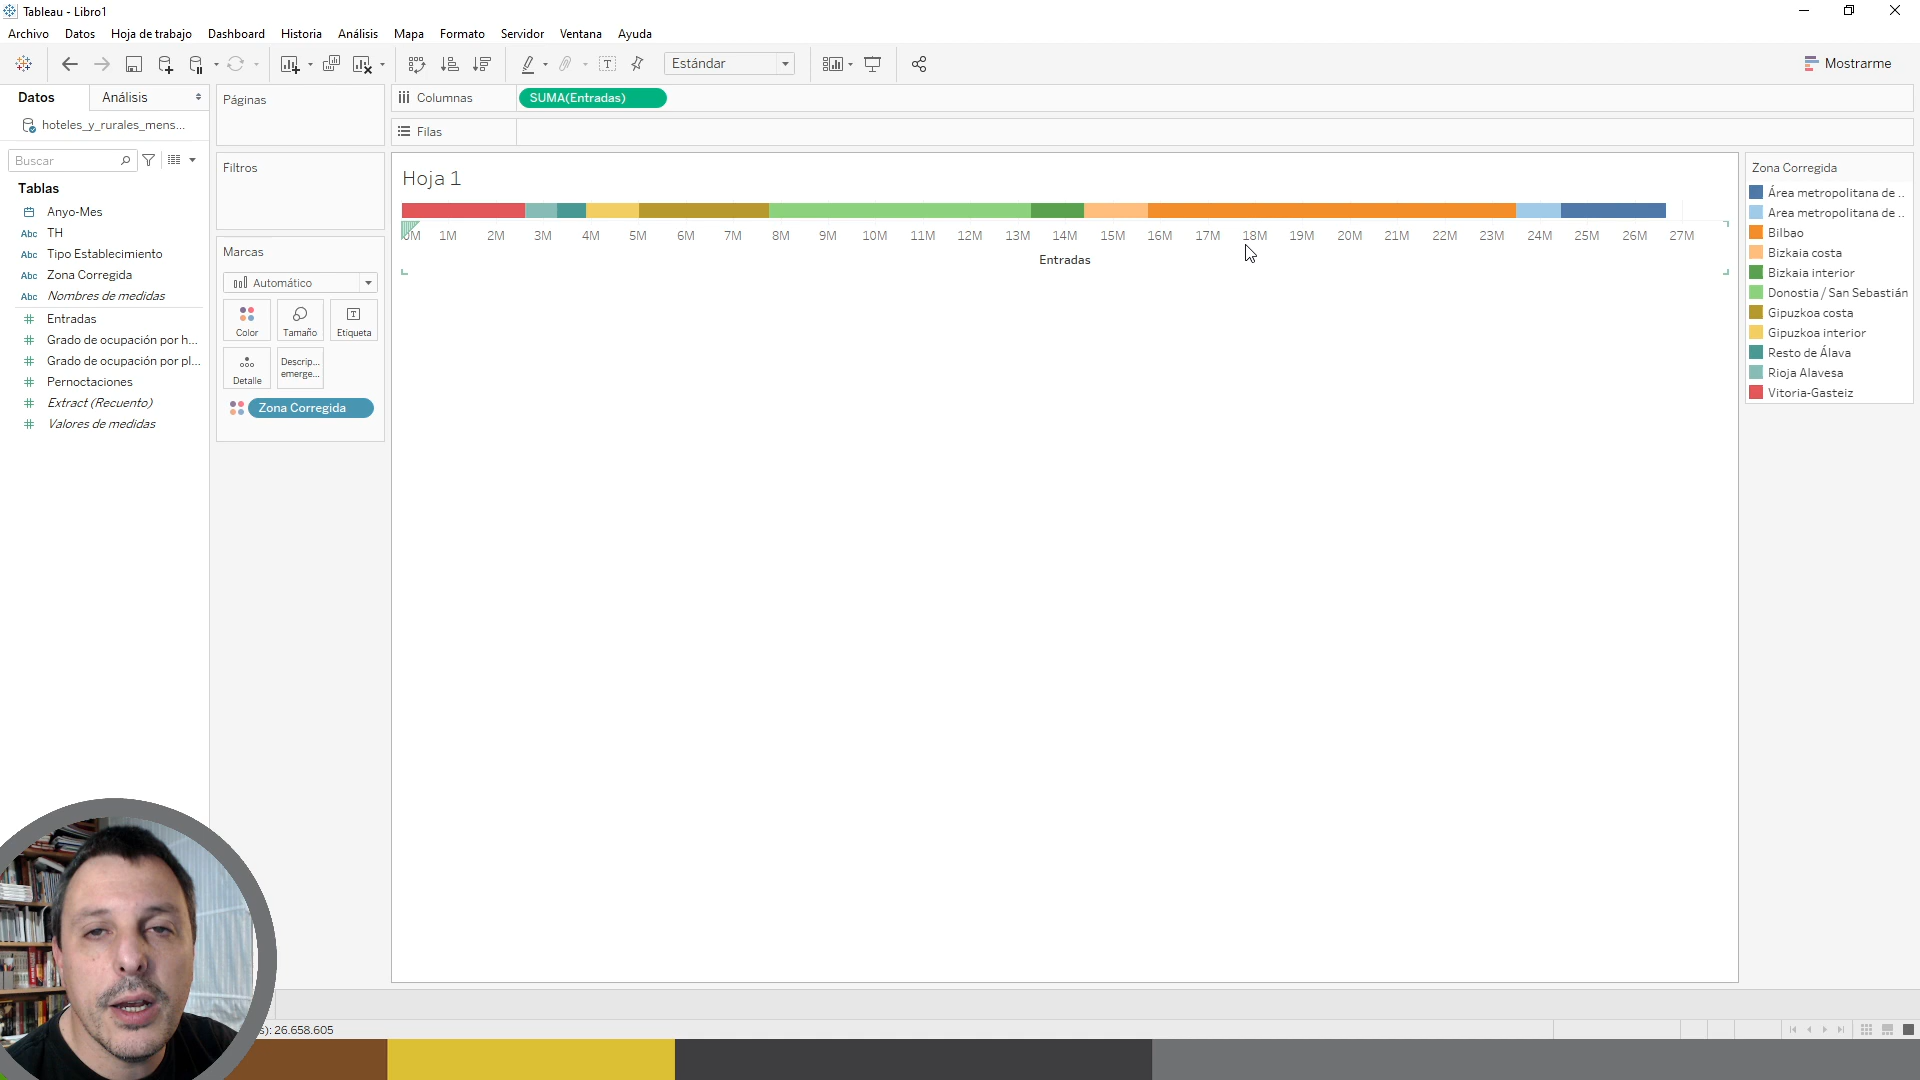 Tableau - Libro1
Archivo Datos Hoja de trabajo Dashboard Historia Análisis Mapa Formato Servidor Ventana Ayuda
Estándar
Mostrarme
Datos Análisis
hoteles_y_rurales_mens...
Buscar
Tablas
Anyo-Mes
Abc TH
Abc Tipo Establecimiento
Abc Zona Corregida
Abc Nombres de medidas
Entradas
Grado de ocupación por h...
Grado de ocupación por pl...
Pernoctaciones
Extract (Recuento)
Valores de medidas
Páginas
Filtros
Marcas
Automático
Color Tamaño Etiqueta
Detalle Descrip... emerge...
Zona Corregida
Columnas SUMA(Entradas)
Filas
Hoja 1
0M 1M 2M 3M 4M 5M 6M 7M 8M 9M 10M 11M 12M 13M 14M 15M 16M 17M 18M 19M 20M 21M 22M 23M 24M 25M 26M 27M
Entradas
Zona Corregida
Área metropolitana de ..
Area metropolitana de ..
Bilbao
Bizkaia costa
Bizkaia interior
Donostia / San Sebastián
Gipuzkoa costa
Gipuzkoa interior
Resto de Álava
Rioja Alavesa
Vitoria-Gasteiz
s): 26.658.605